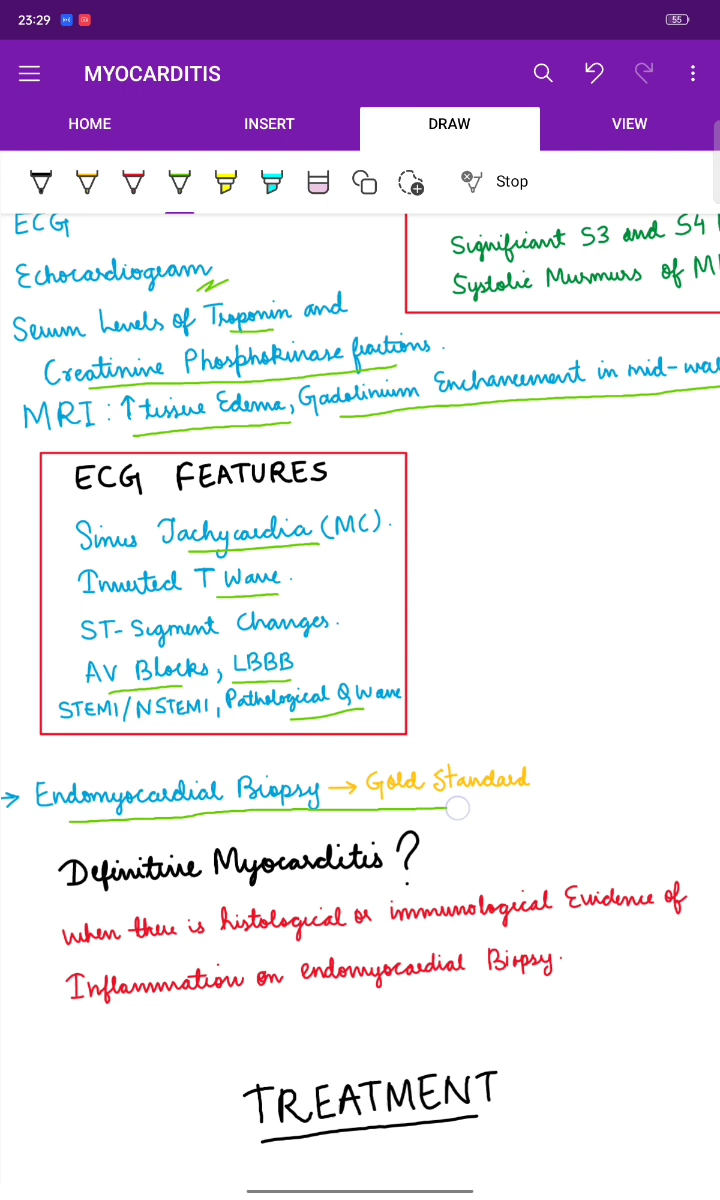 23:29
55
MYOCARDITIS
HOME INSERT DRAW VIEW
Stop
ECG
Significant S3 and S4
Echocardiogram
Systolic Murmurs of
Serum Levels of Troponin and
Creatinine Phosphokinase fractions.
MRI: ↑ tissue Edema, Gadolinium Enchancement in mid-wal
ECG FEATURES
Sinus Tachycardia (MC).
Inverted T Wave.
ST-Segment Changes.
AV Blocks, LBBB
STEMI/NSTEMI, Pathological Q Wave
→ Endomyocardial Biopsy → Gold Standard
Definitive Myocarditis?
when there is histological or immunological Evidence of
Inflammation on endomyocardial Biopsy.
TREATMENT